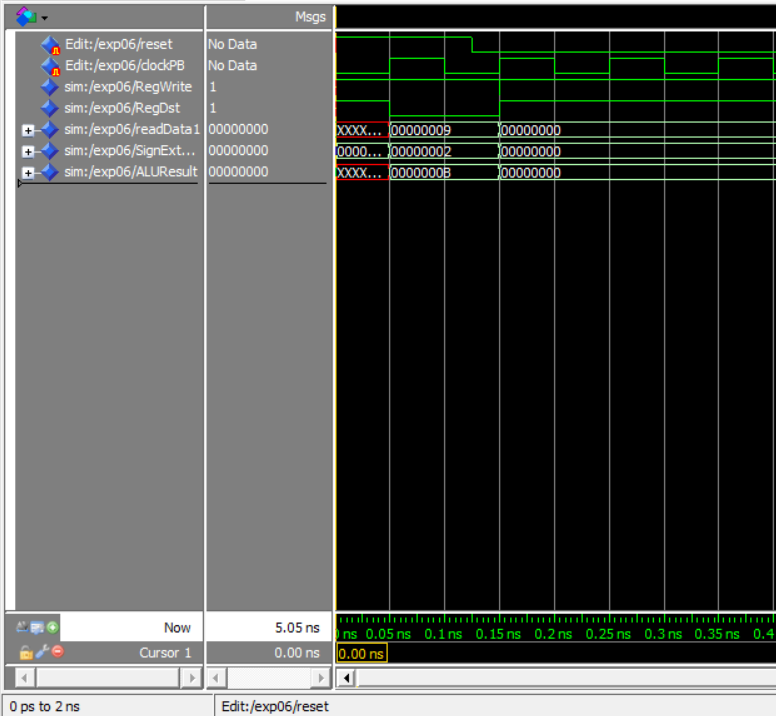 Msgs
Edit:/exp06/reset No Data
Edit:/exp06/clockPB No Data
sim:/exp06/RegWrite 1
sim:/exp06/RegDst 1
sim:/exp06/readData1 00000000 XXXX... 00000009 00000000
sim:/exp06/SignExt... 00000000 0000... 00000002 00000000
sim:/exp06/ALUResult 00000000 XXXX... 0000000B 00000000
Now 5.05 ns ns 0.05 ns 0.1 ns 0.15 ns 0.2 ns 0.25 ns 0.3 ns 0.35 ns 0.4
Cursor 1 0.00 ns 0.00 ns
0 ps to 2 ns Edit:/exp06/reset